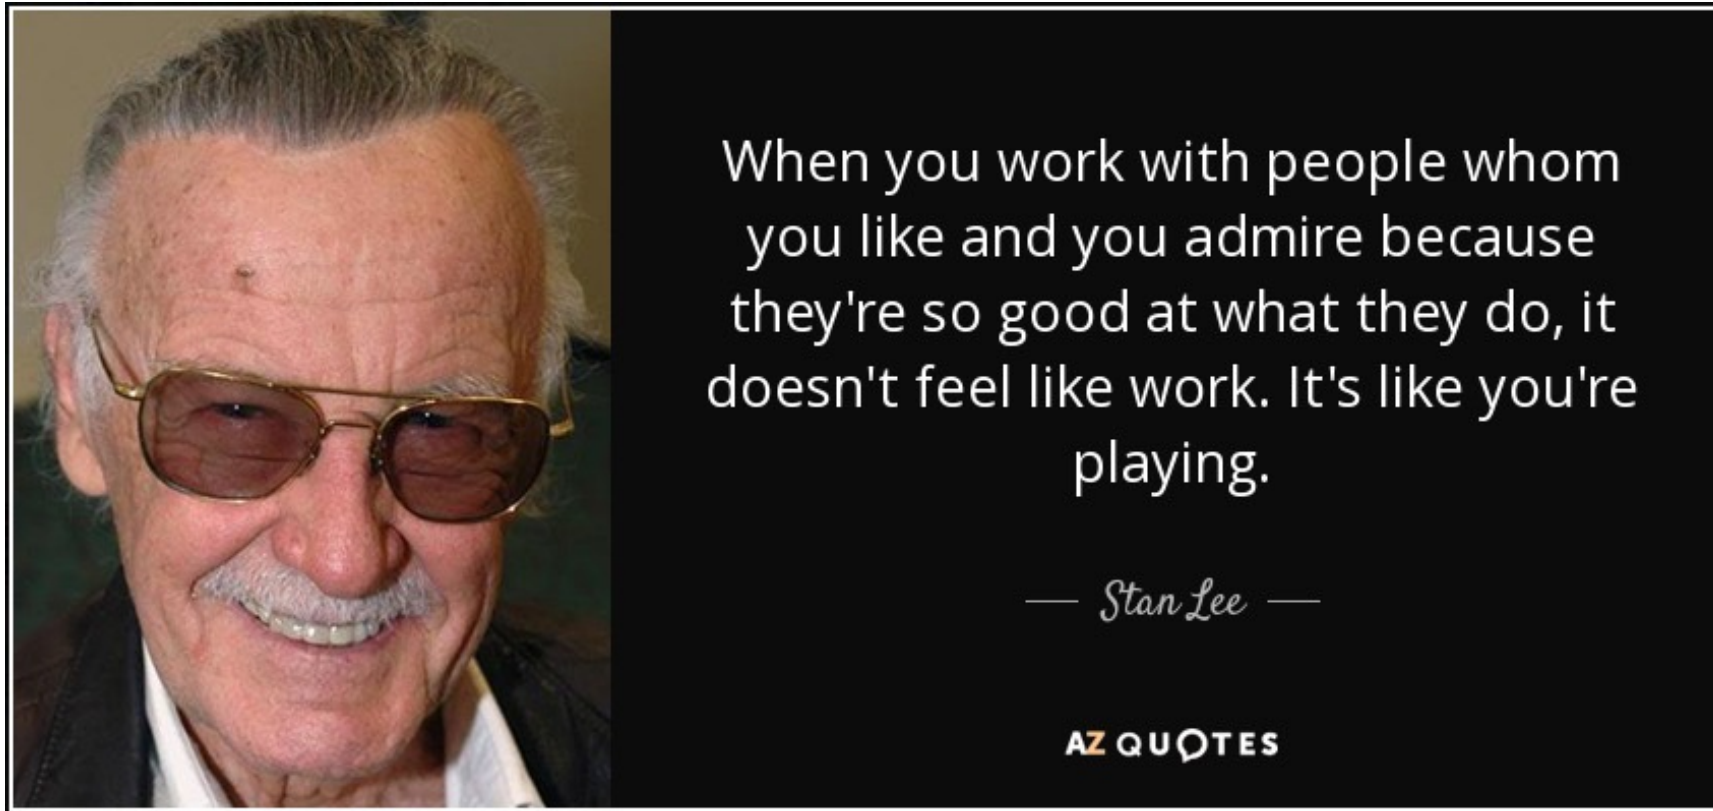 When you work with people whom
you like and you admire because
they're so good at what they do, it
doesn't feel like work. It's like you're
playing.
Stan Lee
AZ QUOTES